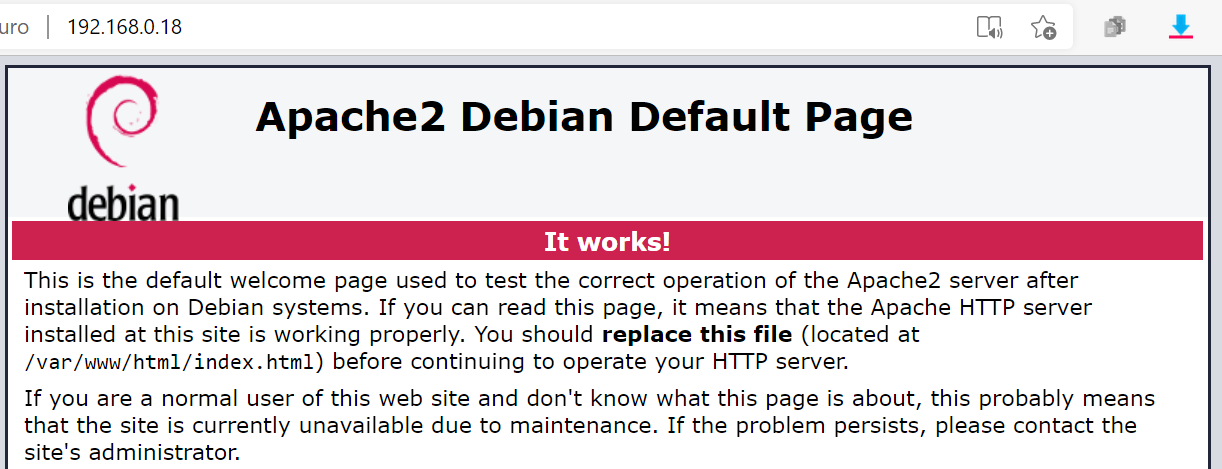 uro 192.168.0.18
Apache2 Debian Default Page
debian
It works!
This is the default welcome page used to test the correct operation of the Apache2 server after
installation on Debian systems. If you can read this page, it means that the Apache HTTP server
installed at this site is working properly. You should replace this file (located at
/var/www/html/index.html) before continuing to operate your HTTP server.
If you are a normal user of this web site and don't know what this page is about, this probably means
that the site is currently unavailable due to maintenance. If the problem persists, please contact the
site's administrator.